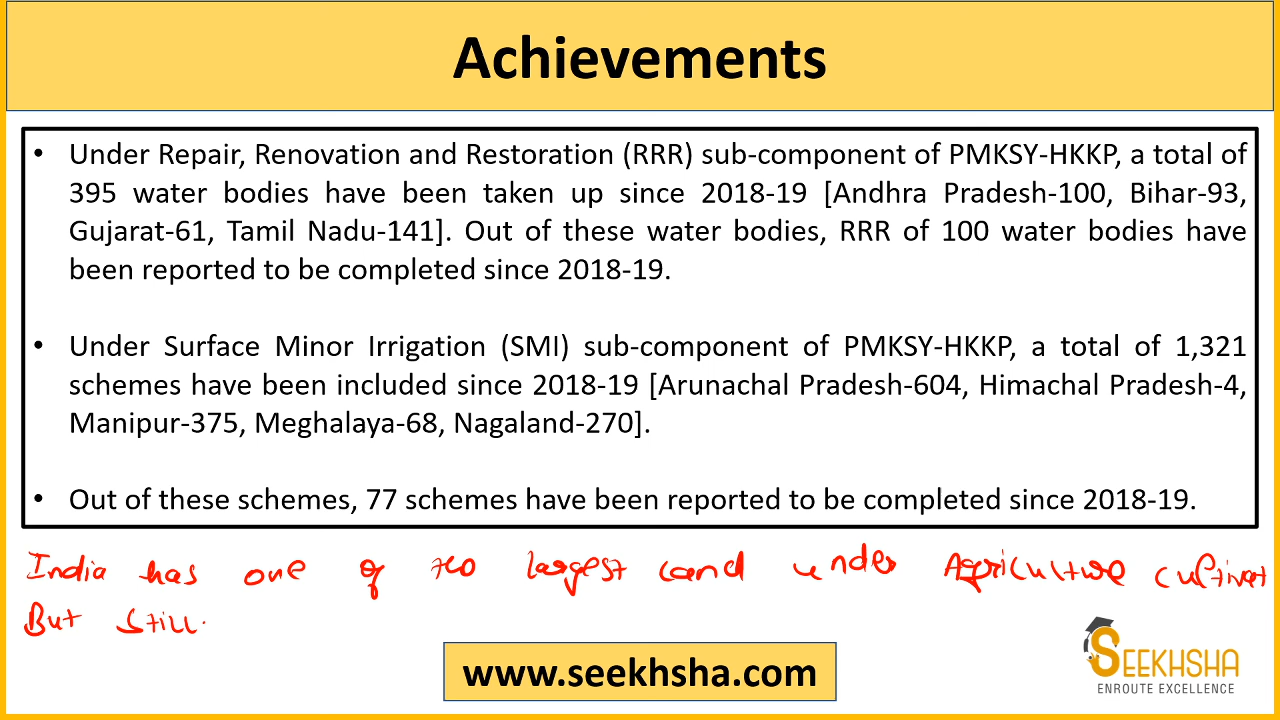 Achievements
• Under Repair, Renovation and Restoration (RRR) sub-component of PMKSY-HKKP, a total of
395 water bodies have been taken up since 2018-19 [Andhra Pradesh-100, Bihar-93,
Gujarat-61, Tamil Nadu-141]. Out of these water bodies, RRR of 100 water bodies have
been reported to be completed since 2018-19.
• Under Surface Minor Irrigation (SMI) sub-component of PMKSY-HKKP, a total of 1,321
schemes have been included since 2018-19 [Arunachal Pradesh-604, Himachal Pradesh-4,
Manipur-375, Meghalaya-68, Nagaland-270].
• Out of these schemes, 77 schemes have been reported to be completed since 2018-19.
India has one of the largest land under Agriculture cultivat
But still.
www.seekhsha.com
SEEKHSHA
ENROUTE EXCELLENCE